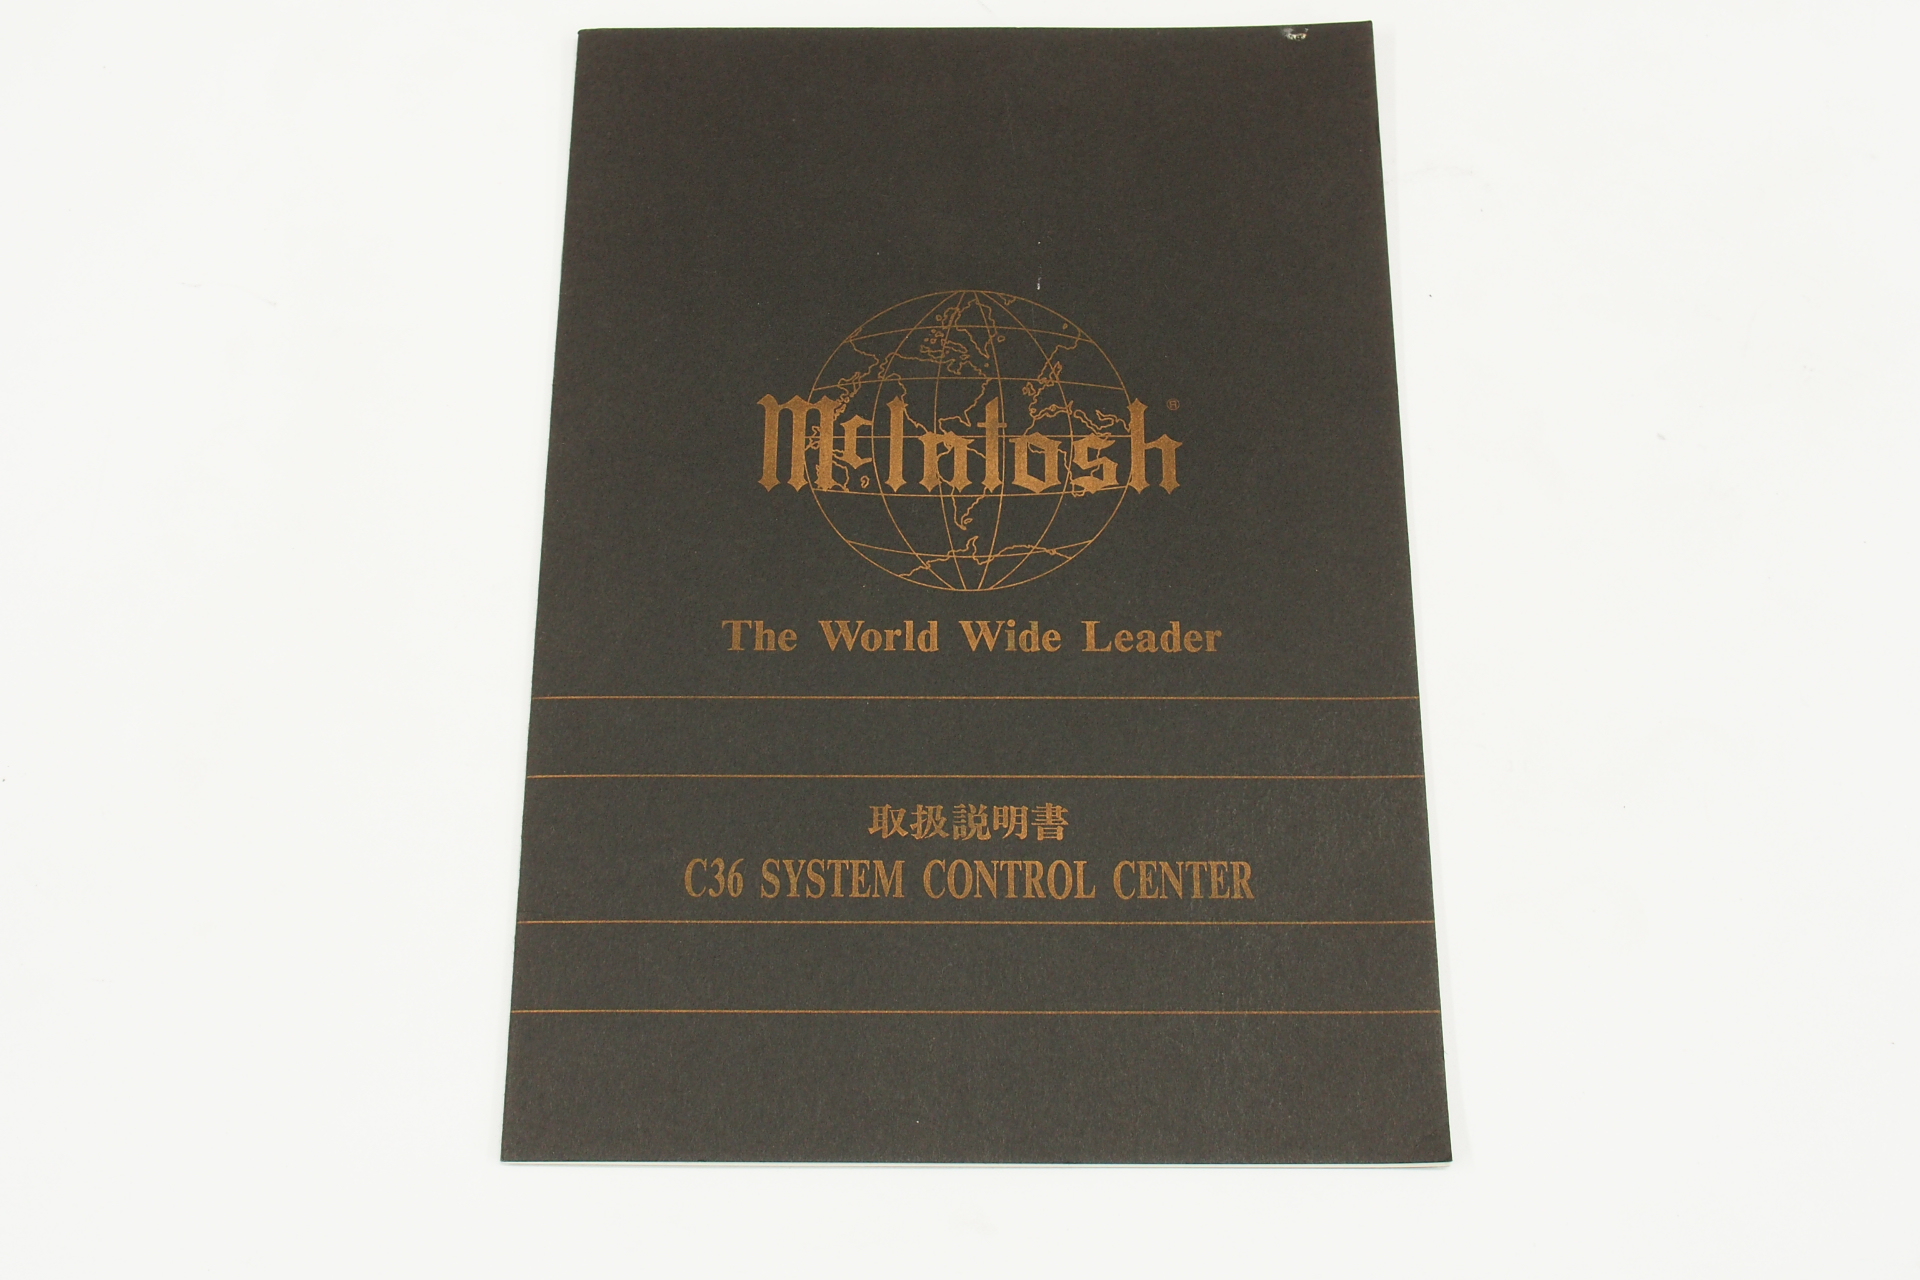 McIntosh®
The World Wide Leader
取扱説明書
C36 SYSTEM CONTROL CENTER